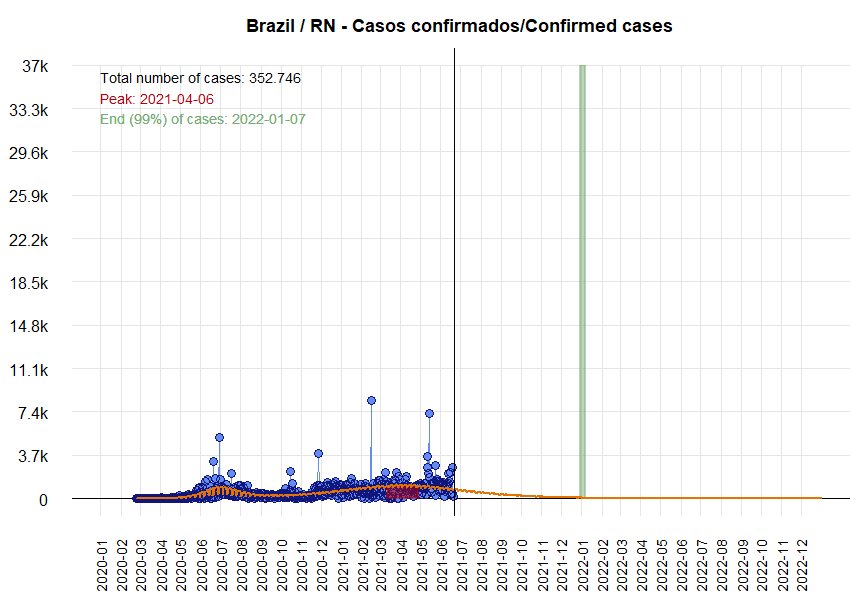 Brazil / RN - Casos confirmados/Confirmed cases
Total number of cases: 352.746
Peak: 2021-04-06
End (99%) of cases: 2022-01-07
37k
33.3k
29.6k
25.9k
22.2k
18.5k
14.8k
11.1k
7.4k
3.7k
0
2020-01
2020-02
2020-03
2020-04
2020-05
2020-06
2020-07
2020-08
2020-09
2020-10
2020-11
2020-12
2021-01
2021-02
2021-03
2021-04
2021-05
2021-06
2021-07
2021-08
2021-09
2021-10
2021-11
2021-12
2022-01
2022-02
2022-03
2022-04
2022-05
2022-06
2022-07
2022-08
2022-09
2022-10
2022-11
2022-12